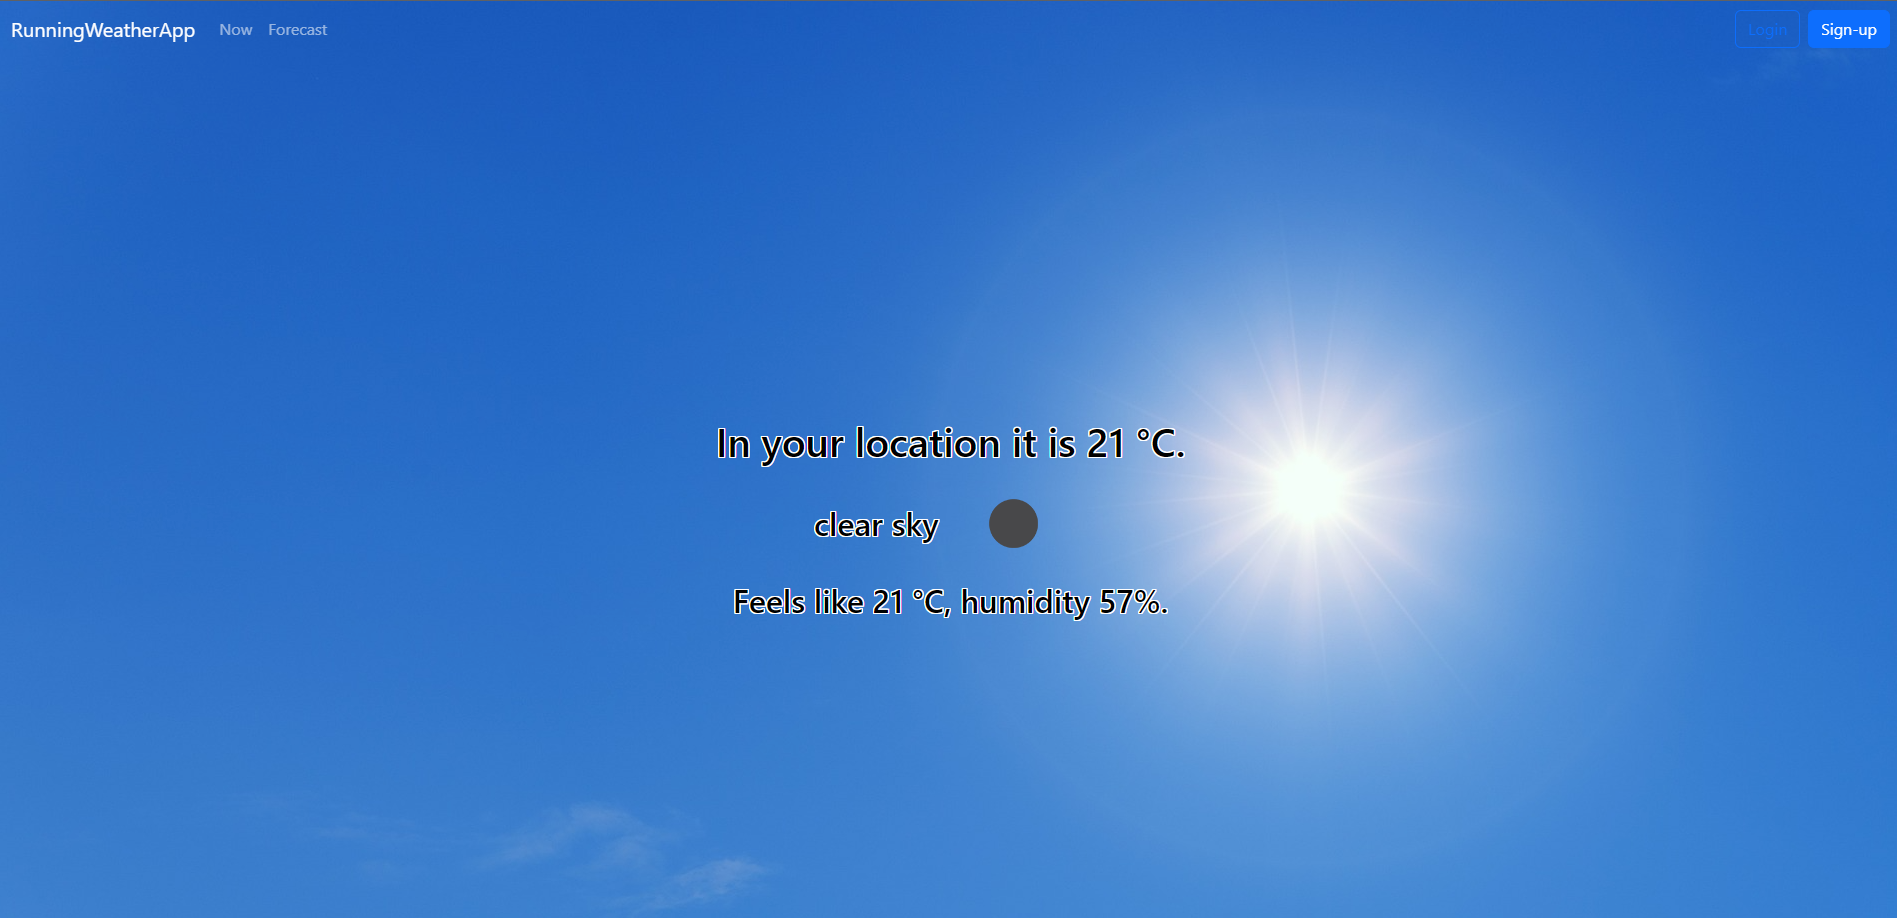 RunningWeatherApp Now Forecast Login Sign-up
In your location it is 21 °C.
clear sky
Feels like 21 °C, humidity 57%.